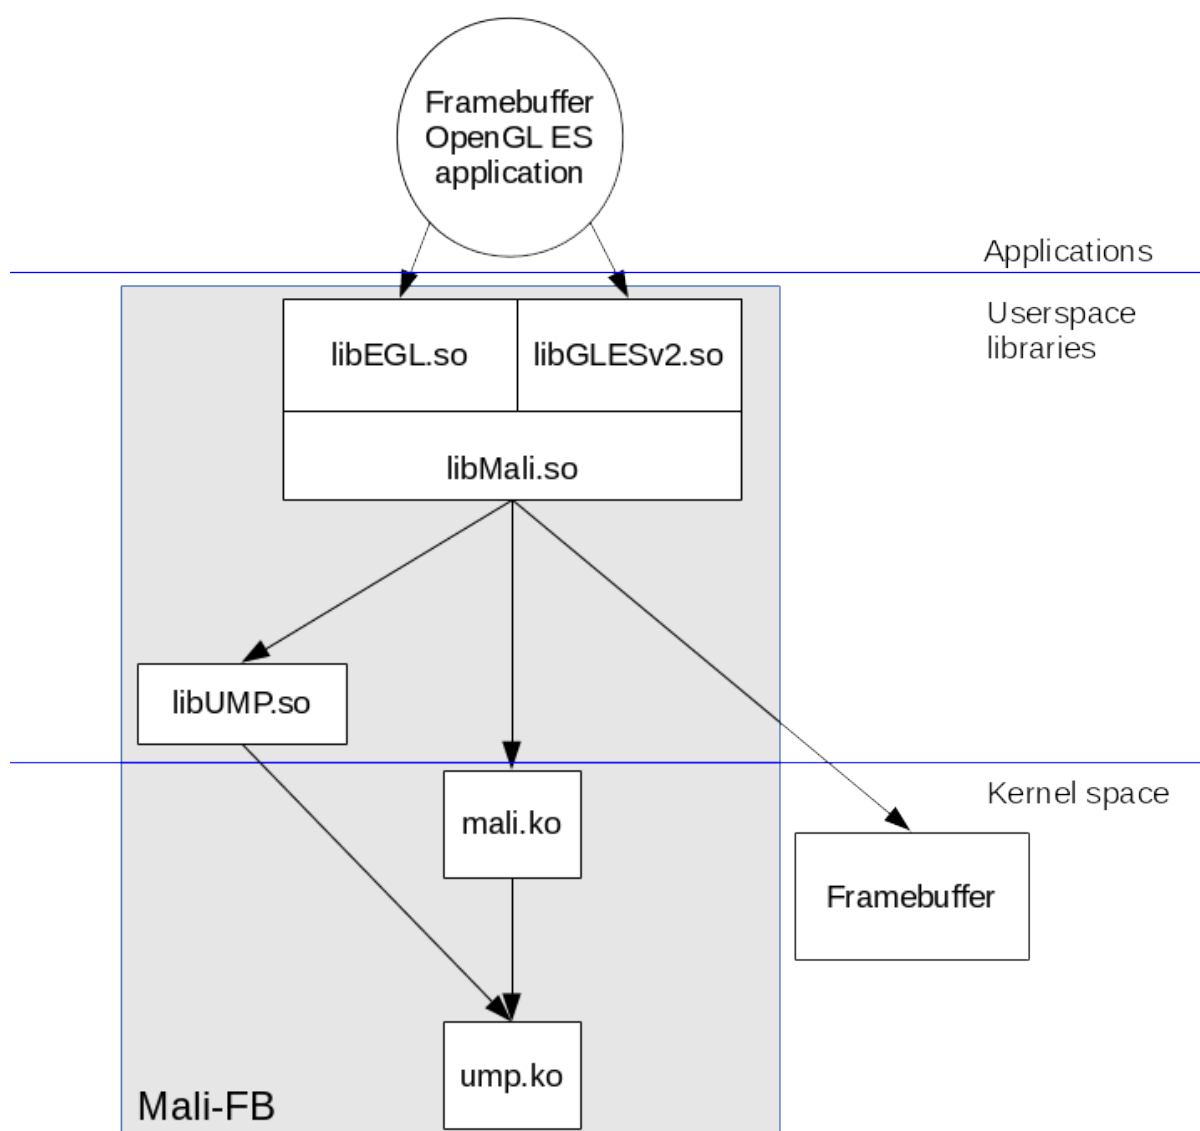 Framebuffer
OpenGL ES
application
Applications
Userspace
libraries
libEGL.so
libGLESv2.so
libMali.so
libUMP.so
Kernel space
mali.ko
Framebuffer
ump.ko
Mali-FB